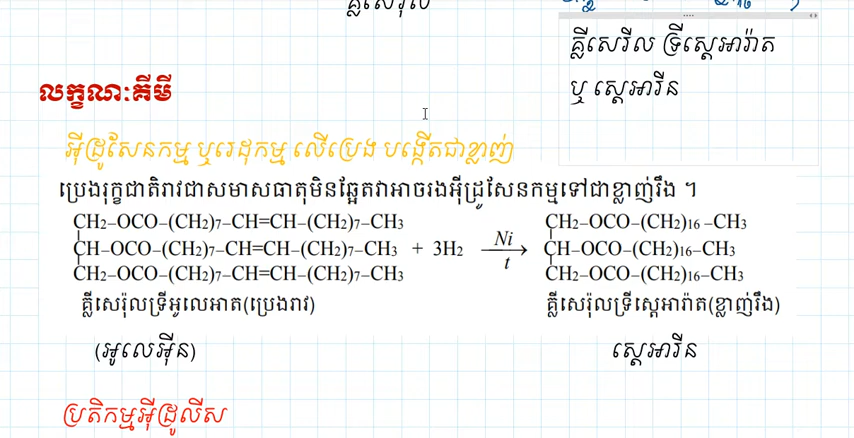 គ្លីសេរ៉ុល
គ្លីសេរីល ទ្រីស្តេអារ៉ាត
ឬ ស្តេអារីន
លក្ខណៈគីមី
អ៊ីដ្រូសែនកម្ម ឬរេដុកម្ម លើប្រេង បង្កើតជាខ្លាញ់
ប្រេងរុក្ខជាតិរាវជាសមាសធាតុមិនឆ្អែតវាអាចរងអ៊ីដ្រូសែនកម្មទៅជាខ្លាញ់រឹង ។
CH2–OCO–(CH2)7–CH=CH–(CH2)7–CH3 CH2–OCO–(CH2)16 –CH3
CH–OCO–(CH2)7–CH=CH–(CH2)7–CH3 + 3H2 Ni t → CH–OCO–(CH2)16–CH3
CH2–OCO–(CH2)7–CH=CH–(CH2)7–CH3 CH2–OCO–(CH2)16–CH3
គ្លីសេរ៉ុលទ្រីអូលេអាត(ប្រេងរាវ) គ្លីសេរ៉ុលទ្រីស្តេអារ៉ាត(ខ្លាញ់រឹង)
(អូលេអ៊ីន) ស្តេអារីន
ប្រតិកម្មអ៊ីដ្រូលីស